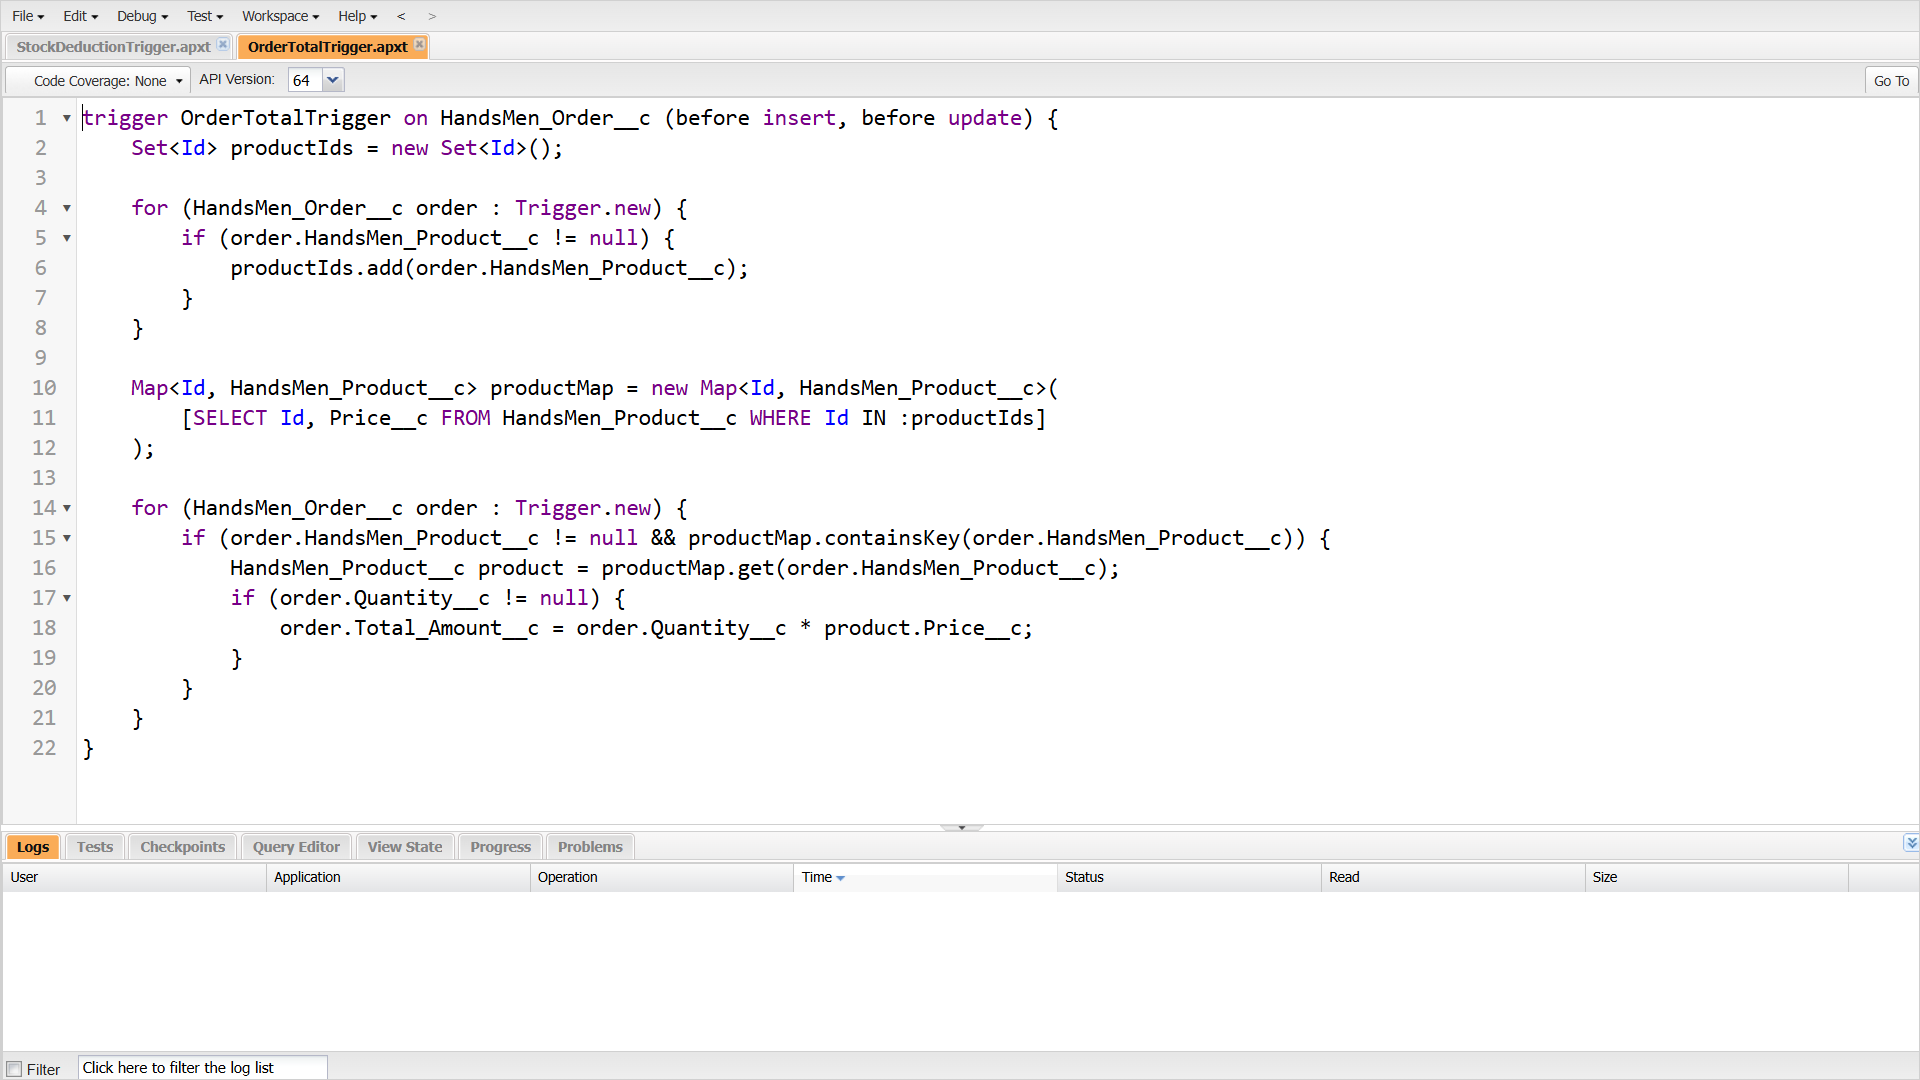 File Edit Debug Test Workspace Help < >
StockDeductionTrigger.apxt OrderTotalTrigger.apxt
Code Coverage: None API Version: 64 Go To
1 trigger OrderTotalTrigger on HandsMen_Order__c (before insert, before update) {
2     Set<Id> productIds = new Set<Id>();
3
4     for (HandsMen_Order__c order : Trigger.new) {
5         if (order.HandsMen_Product__c != null) {
6             productIds.add(order.HandsMen_Product__c);
7         }
8     }
9
10     Map<Id, HandsMen_Product__c> productMap = new Map<Id, HandsMen_Product__c>(
11         [SELECT Id, Price__c FROM HandsMen_Product__c WHERE Id IN :productIds]
12     );
13
14     for (HandsMen_Order__c order : Trigger.new) {
15         if (order.HandsMen_Product__c != null && productMap.containsKey(order.HandsMen_Product__c)) {
16             HandsMen_Product__c product = productMap.get(order.HandsMen_Product__c);
17             if (order.Quantity__c != null) {
18                 order.Total_Amount__c = order.Quantity__c * product.Price__c;
19             }
20         }
21     }
22 }
Logs Tests Checkpoints Query Editor View State Progress Problems
User Application Operation Time Status Read Size
Filter Click here to filter the log list